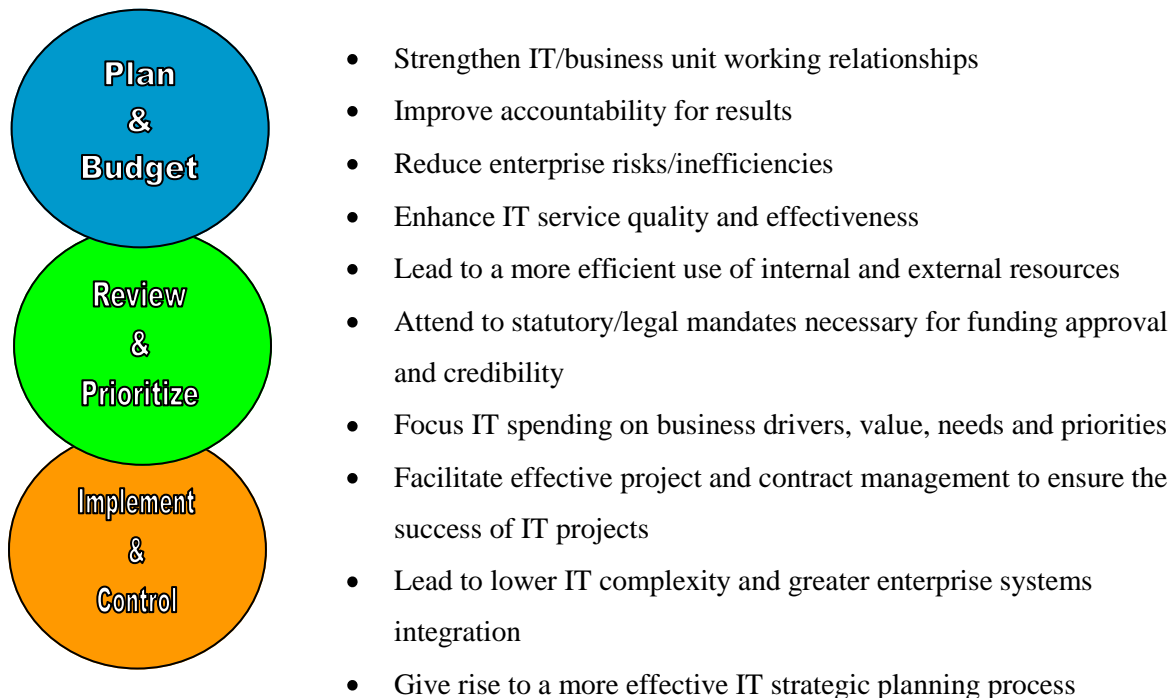 Plan
&
Budget
Review
&
Prioritize
Implement
&
Control
• Strengthen IT/business unit working relationships
• Improve accountability for results
• Reduce enterprise risks/inefficiencies
• Enhance IT service quality and effectiveness
• Lead to a more efficient use of internal and external resources
• Attend to statutory/legal mandates necessary for funding approval
and credibility
• Focus IT spending on business drivers, value, needs and priorities
• Facilitate effective project and contract management to ensure the
success of IT projects
• Lead to lower IT complexity and greater enterprise systems
integration
• Give rise to a more effective IT strategic planning process